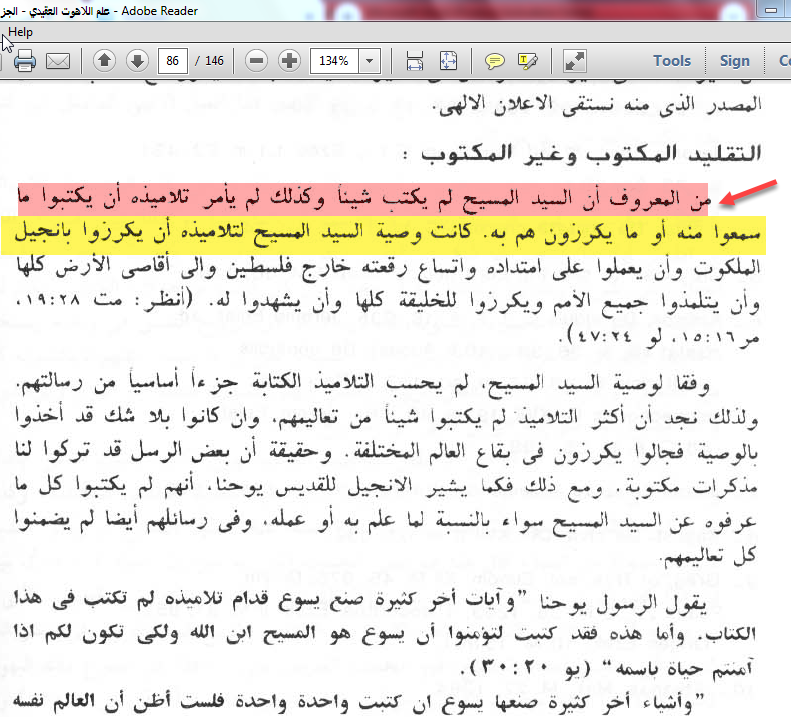 علم اللاهوت العقيدي - الجز - Adobe Reader
Help
86 / 146 134% Tools Sign
المصدر الذى منه نستقى الاعلان الالهى.
التقليد المكتوب وغير المكتوب :
من المعروف أن السيد المسيح لم يكتب شيئاً وكذلك لم يأمر تلاميذه أن يكتبوا ما
سمعوا منه أو ما يكرزون هم به. كانت وصية السيد المسيح لتلاميذه أن يكرزوا بانجيل
الملكوت وأن يعملوا على امتداده واتساع رقعته خارج فلسطين والى أقاصى الأرض كلها
وأن يتلمذوا جميع الأمم ويكرزوا للخليقة كلها وأن يشهدوا له. (أنظر: مت ١٩:٢٨،
مر ١٥:١٦، لو ٤٧:٢٤).
وفقا لوصية السيد المسيح، لم يحسب التلاميذ الكتابة جزءاً أساسياً من رسالتهم.
ولذلك نجد أن أكثر التلاميذ لم يكتبوا شيئاً من تعاليمهم، وان كانوا بلا شك قد أخذوا
بالوصية فجالوا يكرزون فى بقاع العالم المختلفة. وحقيقة أن بعض الرسل قد تركوا لنا
مذكرات مكتوبة. ومع ذلك فكما يشير الانجيل للقديس يوحنا، أنهم لم يكتبوا كل ما
عرفوه عن السيد المسيح سواء بالنسبة لما علم به أو عمله، وفى رسائلهم أيضا لم يضمنوا
كل تعاليمهم.
يقول الرسول يوحنا "وآيات أخر كثيرة صنع يسوع قدام تلاميذه لم تكتب فى هذا
الكتاب. وأما هذه فقد كتبت لتؤمنوا أن يسوع هو المسيح ابن الله ولكى تكون لكم اذا
آمنتم حياة باسمه" (يو ٣٠:٢٠).
"وأشياء أخر كثيرة صنعها يسوع ان كتبت واحدة واحدة فلست أظن أن العالم نفسه